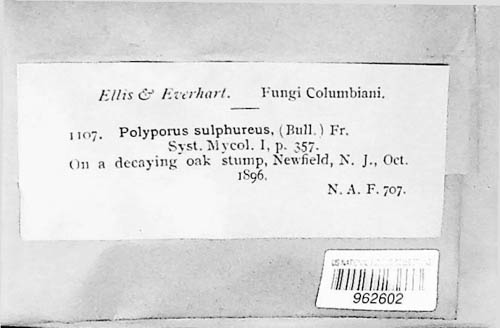 Ellis & Everhart. Fungi Columbiani.
1107. Polyporus sulphureus, (Bull.) Fr.
Syst. Mycol. I, p. 357.
On a decaying oak stump, Newfield, N. J., Oct.
1896.
N. A. F. 707.
962602